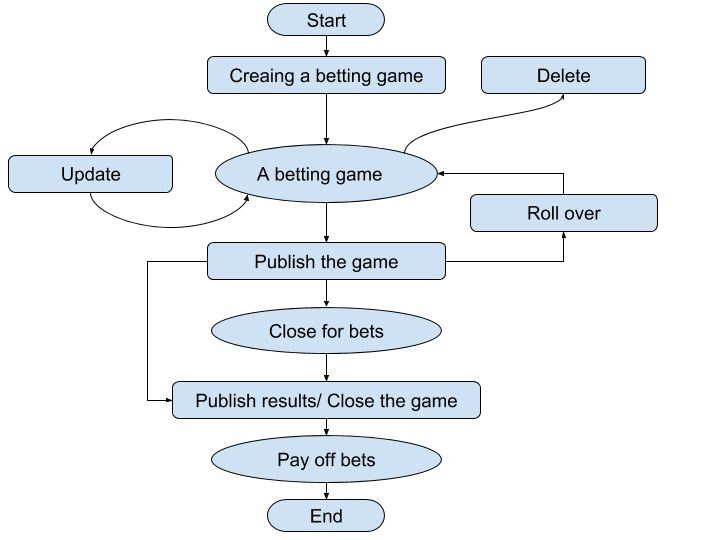 Start
Creaing a betting game
Delete
Update
A betting game
Roll over
Publish the game
Close for bets
Publish results/ Close the game
Pay off bets
End